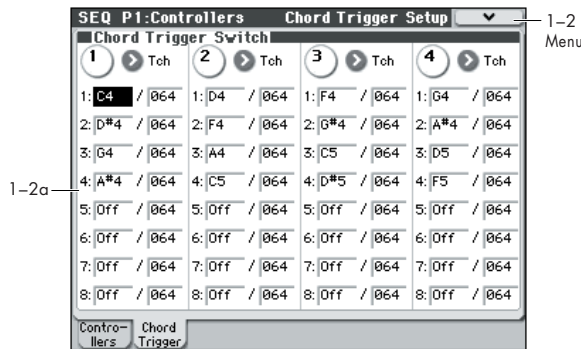 SEQ P1:Controllers Chord Trigger Setup
1–2
Menu
Chord Trigger Switch
1 Tch 2 Tch 3 Tch 4 Tch
1: C4 / 064 1: D4 / 064 1: F4 / 064 1: G4 / 064
2: D#4 / 064 2: F4 / 064 2: G#4 / 064 2: A#4 / 064
3: G4 / 064 3: A4 / 064 3: C5 / 064 3: D5 / 064
1–2a
4: A#4 / 064 4: C5 / 064 4: D#5 / 064 4: F5 / 064
5: Off / 064 5: Off / 064 5: Off / 064 5: Off / 064
6: Off / 064 6: Off / 064 6: Off / 064 6: Off / 064
7: Off / 064 7: Off / 064 7: Off / 064 7: Off / 064
8: Off / 064 8: Off / 064 8: Off / 064 8: Off / 064
Contro- Chord
llers Trigger